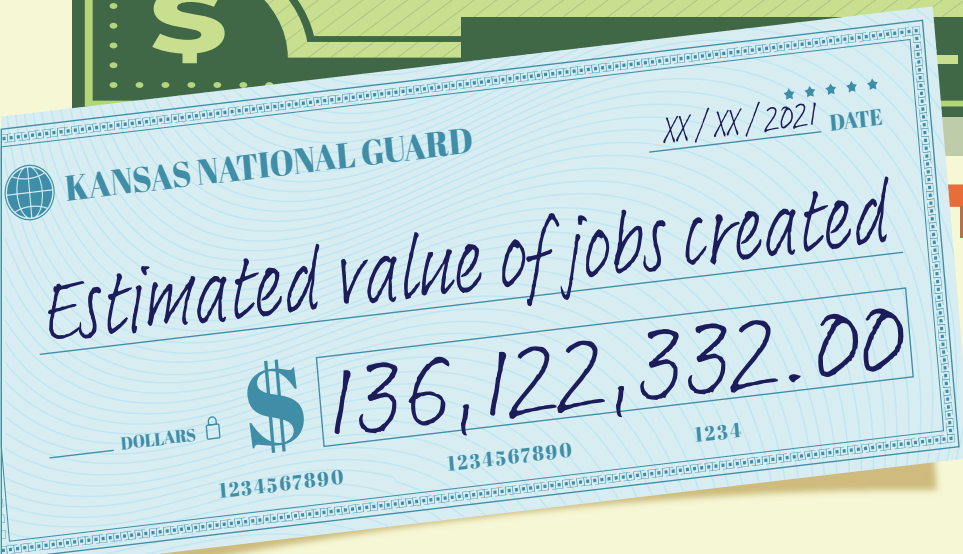 $
XX/XX/2021 DATE
KANSAS NATIONAL GUARD
Estimated value of jobs created
DOLLARS $ 136,122,332.00
1234567890 1234567890 1234